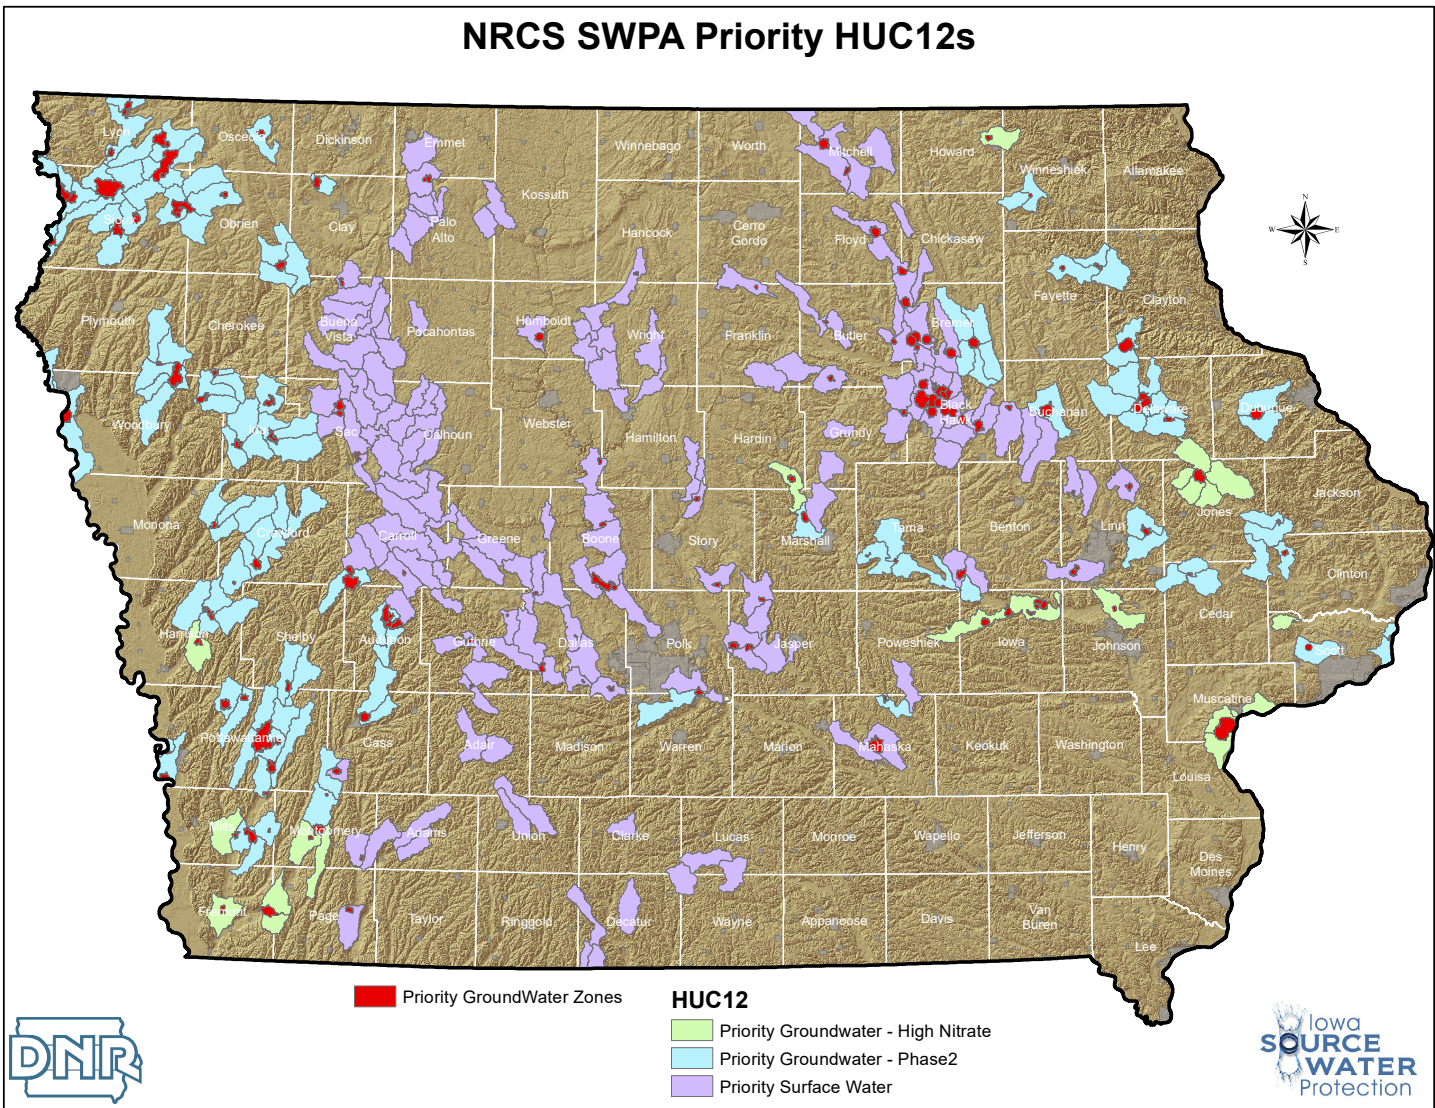 NRCS SWPA Priority HUC12s
Lyon
Osceola
Dickinson
Emmet
Winnebago
Worth
Mitchell
Howard
Winneshiek
Allamakee
Sioux
Obrien
Clay
Palo
Alto
Kossuth
Hancock
Cerro
Gordo
Floyd
Chickasaw
N
W
E
S
Plymouth
Cherokee
Buena
Vista
Pocahontas
Humboldt
Wright
Franklin
Butler
Bremer
Fayette
Clayton
Woodbury
Ida
Sac
Calhoun
Webster
Hamilton
Hardin
Grundy
Black
Hawk
Buchanan
Delaware
Dubuque
Monona
Crawford
Carroll
Greene
Boone
Story
Marshall
Tama
Benton
Linn
Jones
Jackson
Clinton
Cedar
Harrison
Shelby
Audubon
Guthrie
Dallas
Polk
Jasper
Poweshiek
Iowa
Johnson
Scott
Muscatine
Pottawattamie
Cass
Adair
Madison
Warren
Marion
Mahaska
Keokuk
Washington
Louisa
Mills
Montgomery
Adams
Union
Clarke
Lucas
Monroe
Wapello
Jefferson
Henry
Des
Moines
Fremont
Page
Taylor
Ringgold
Decatur
Wayne
Appanoose
Davis
Van
Buren
Lee
Priority GroundWater Zones
HUC12
Priority Groundwater - High Nitrate
Priority Groundwater - Phase2
Priority Surface Water
DNR
Iowa
SOURCE
WATER
Protection